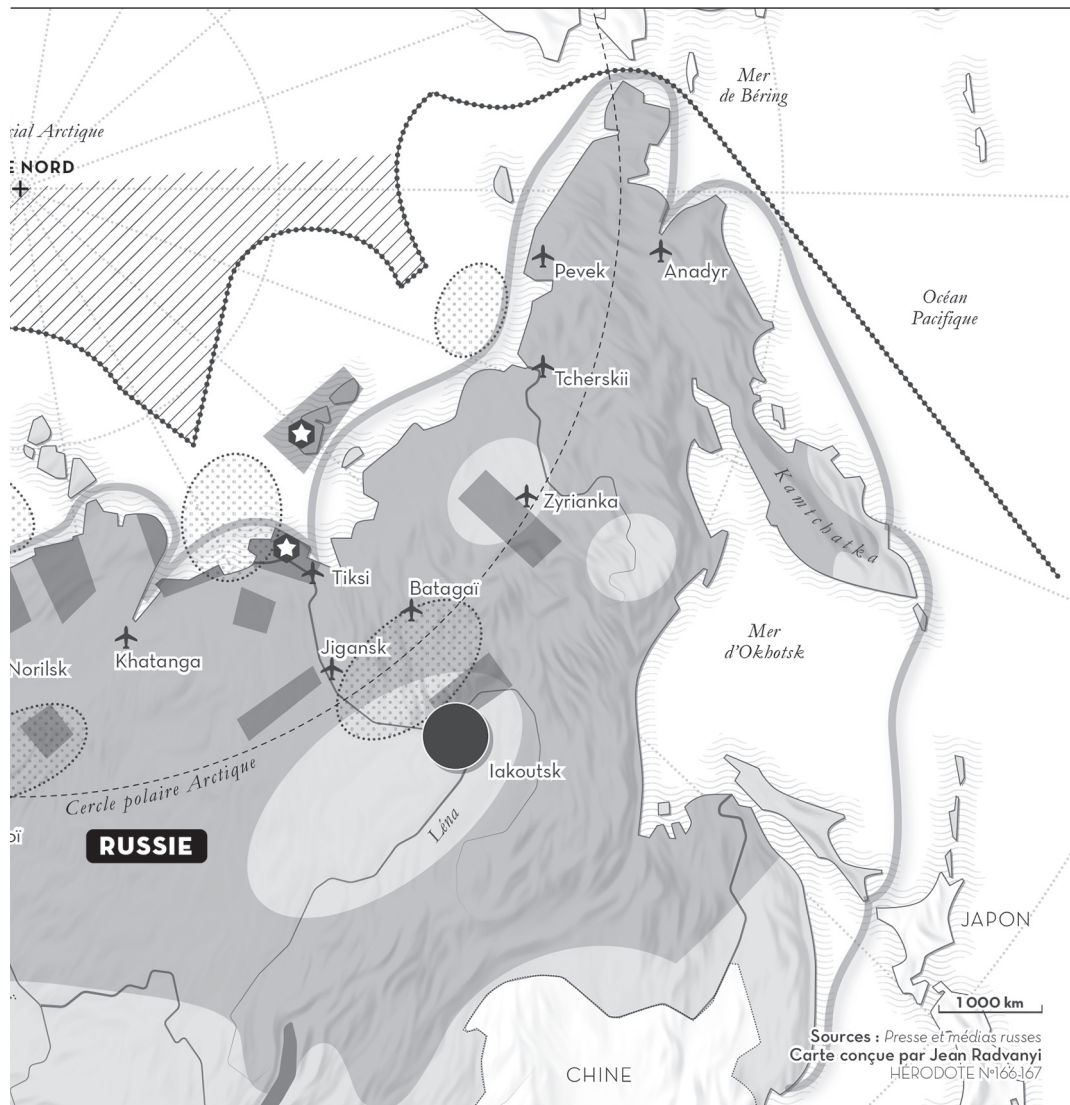 Mer
de Béring
cial Arctique
E NORD
Pevek
Anadyr
Océan
Pacifique
Tcherskii
Zyrianka
Kamtchatka
Tiksi
Batagaï
Jigansk
Khatanga
Norilsk
Mer
d'Okhotsk
Iakoutsk
Cercle polaire Arctique
Léna
oï
RUSSIE
JAPON
1 000 km
Sources : Presse et médias russes
Carte conçue par Jean Radvanyi
HÉRODOTE N°166-167
CHINE